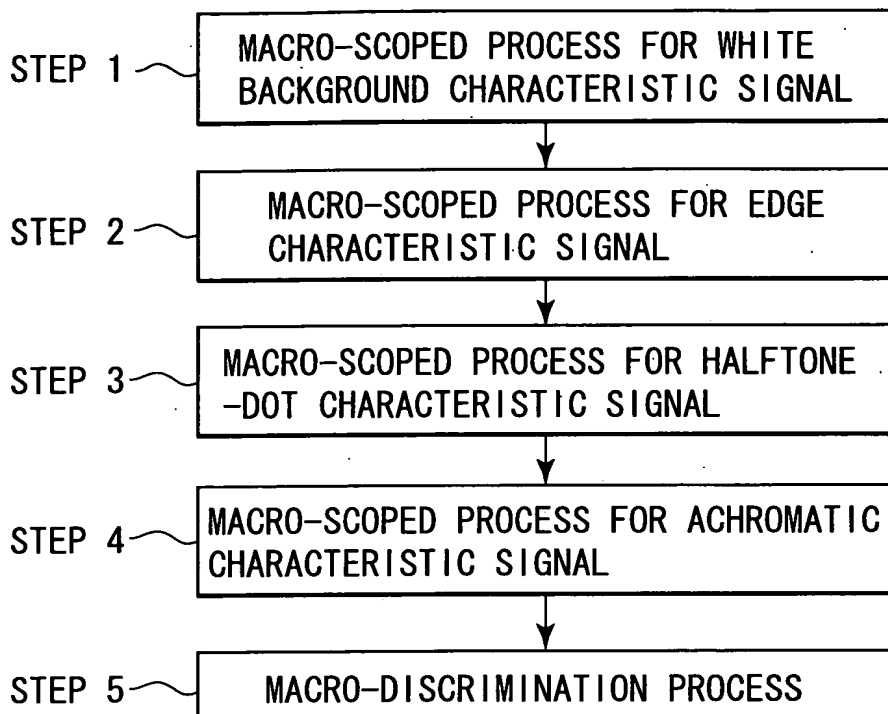 STEP 1
MACRO-SCOPED PROCESS FOR WHITE
BACKGROUND CHARACTERISTIC SIGNAL
STEP 2
MACRO-SCOPED PROCESS FOR EDGE
CHARACTERISTIC SIGNAL
STEP 3
MACRO-SCOPED PROCESS FOR HALFTONE
-DOT CHARACTERISTIC SIGNAL
STEP 4
MACRO-SCOPED PROCESS FOR ACHROMATIC
CHARACTERISTIC SIGNAL
STEP 5
MACRO-DISCRIMINATION PROCESS